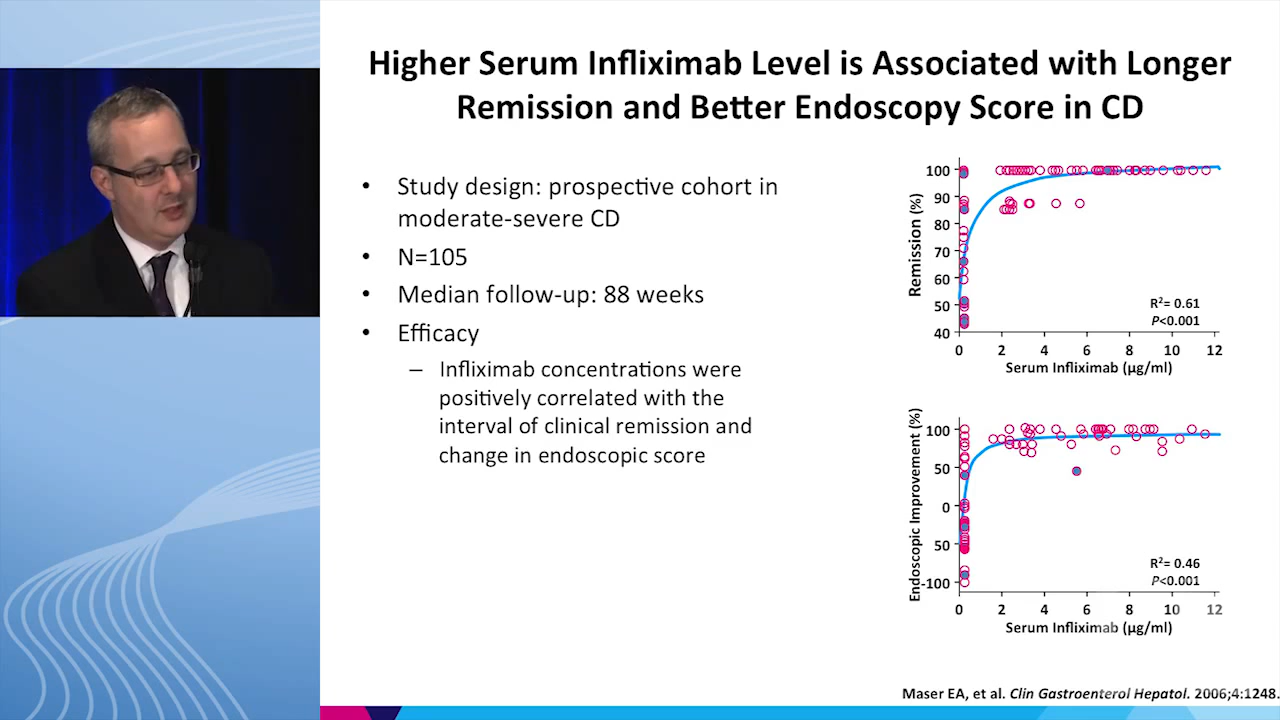 Higher Serum Infliximab Level is Associated with Longer
Remission and Better Endoscopy Score in CD
• Study design: prospective cohort in
moderate-severe CD
• N=105
• Median follow-up: 88 weeks
• Efficacy
– Infliximab concentrations were
positively correlated with the
interval of clinical remission and
change in endoscopic score
Remission (%)
100
90
80
70
60
50
40
R2= 0.61
P<0.001
0 2 4 6 8 10 12
Serum Infliximab (µg/ml)
Endoscopic Improvement (%)
100
50
0
50
-100
R2= 0.46
P<0.001
0 2 4 6 8 10 12
Serum Infliximab (µg/ml)
Maser EA, et al. Clin Gastroenterol Hepatol. 2006;4:1248.